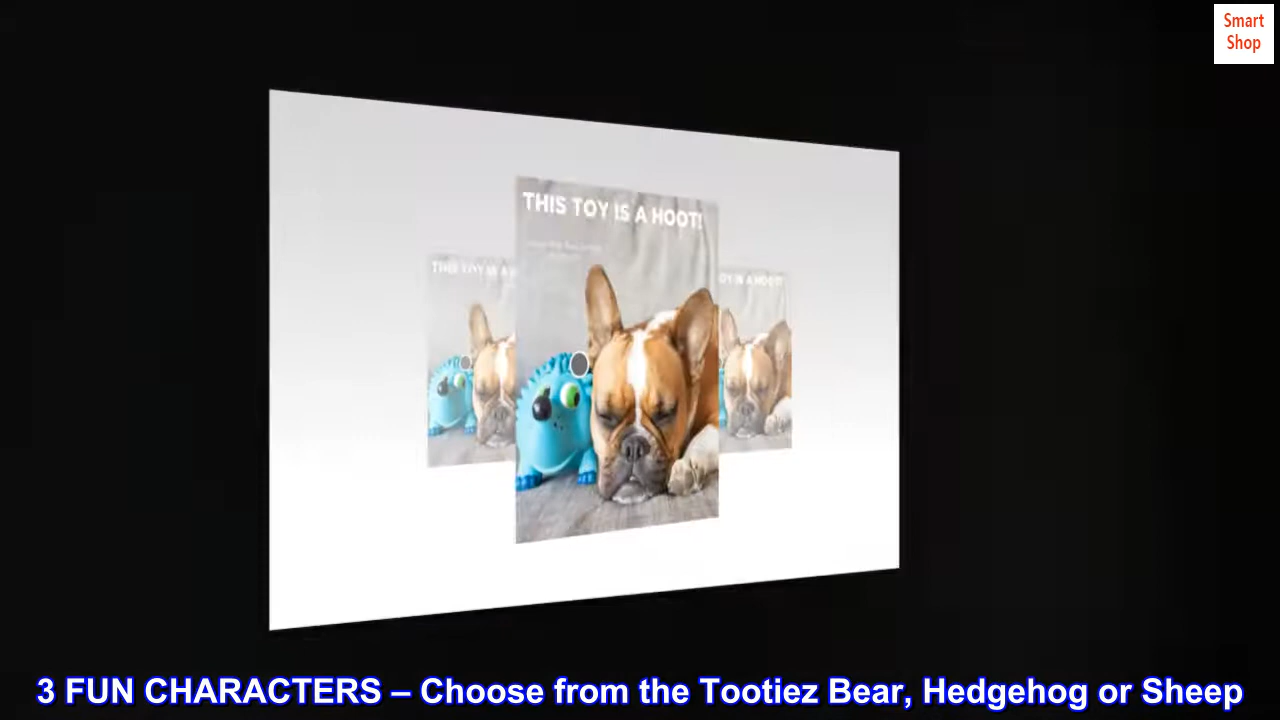 Smart
Shop
THIS TOY IS A HOOT!
THIS TOY IS A
OY IS A HOOT!
3 FUN CHARACTERS – Choose from the Tootiez Bear, Hedgehog or Sheep